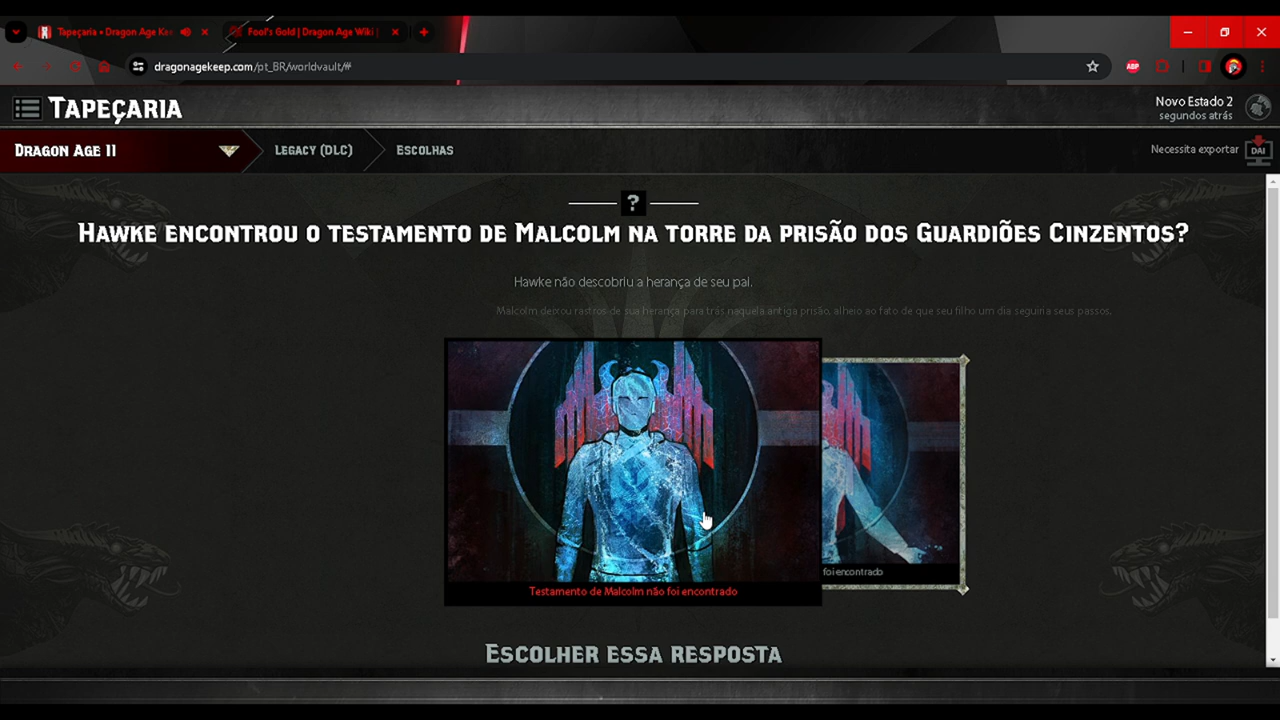 Tapeçaria • Dragon Age Ke
Fool's Gold | Dragon Age Wiki |
dragonagekeep.com/pt_BR/worldvault/#
ABP
Tapeçaria
Novo Estado 2
segundos atrás
Dragon Age II
Legacy (DLC)
Escolhas
Necessita exportar
DAI
?
Hawke encontrou o testamento de Malcolm na torre da prisão dos Guardiões Cinzentos?
Hawke não descobriu a herança de seu pai.
Malcolm deixou rastros de sua herança para trás naquela antiga prisão, alheio ao fato de que seu filho um dia seguiria seus passos.
foi encontrado
Testamento de Malcolm não foi encontrado
Escolher essa resposta